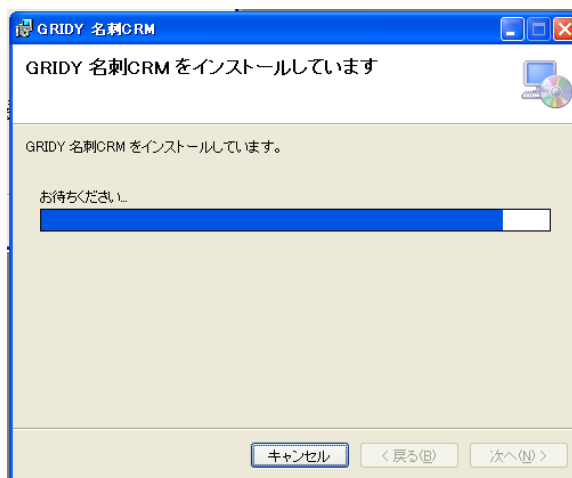 GRIDY 名刺CRM
GRIDY 名刺CRM をインストールしています
GRIDY 名刺CRM をインストールしています。
お待ちください...
キャンセル
< 戻る(B)
次へ(N) >